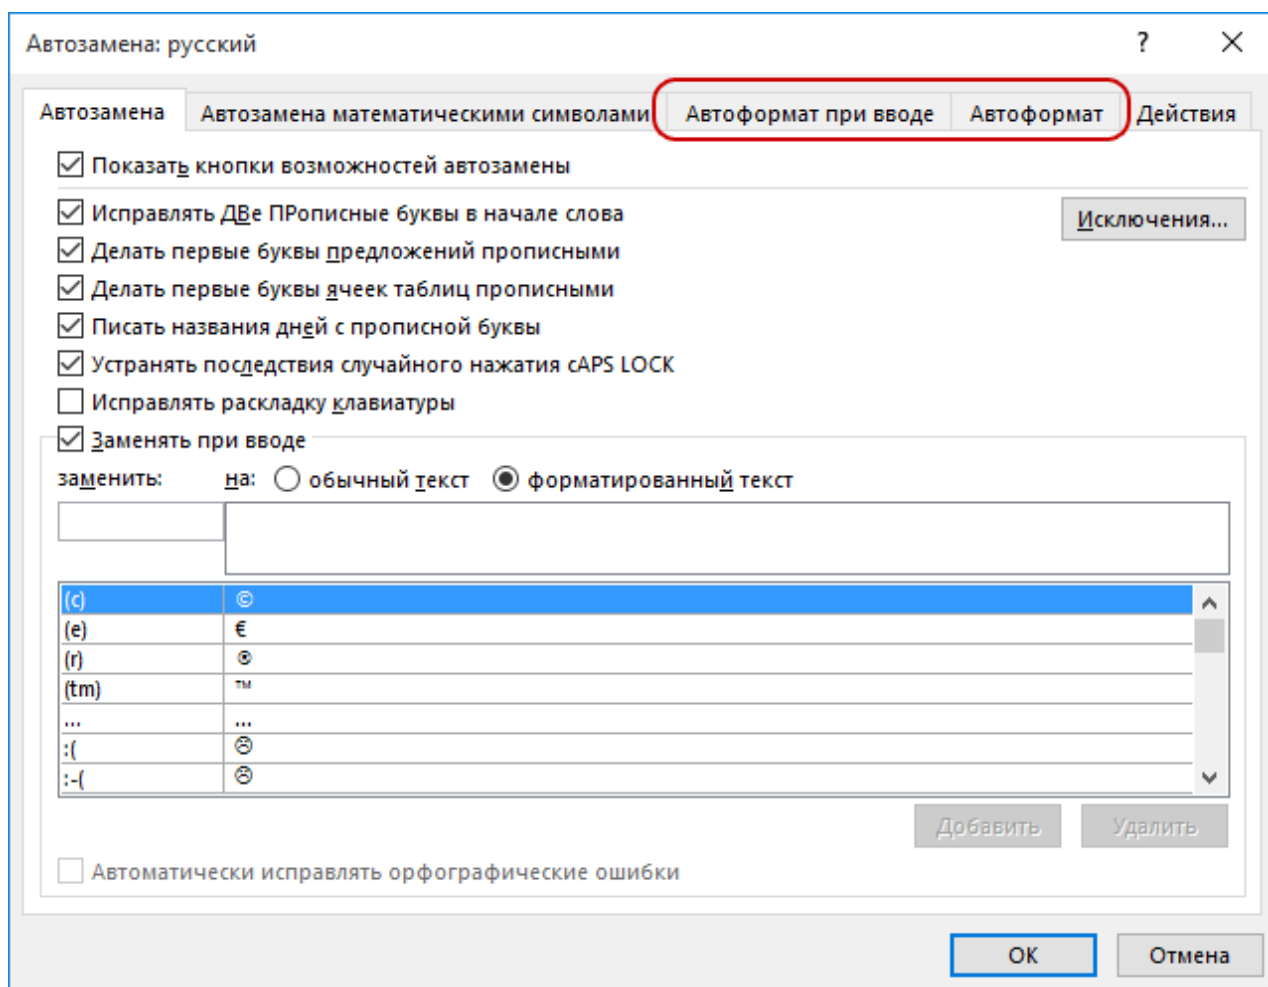 Автозамена: русский ?
Автозамена Автозамена математическими символами Автоформат при вводе Автоформат Действия
Показать кнопки возможностей автозамены
Исправлять ДВе ПРописные буквы в начале слова Исключения...
Делать первые буквы предложений прописными
Делать первые буквы ячеек таблиц прописными
Писать названия дней с прописной буквы
Устранять последствия случайного нажатия cAPS LOCK
Исправлять раскладку клавиатуры
Заменять при вводе
заменить: на: обычный текст форматированный текст
(c) ©
(e) €
(r) ®
(tm) ™
... …
:( ☹
:-( ☹
Добавить Удалить
Автоматически исправлять орфографические ошибки
ОК Отмена